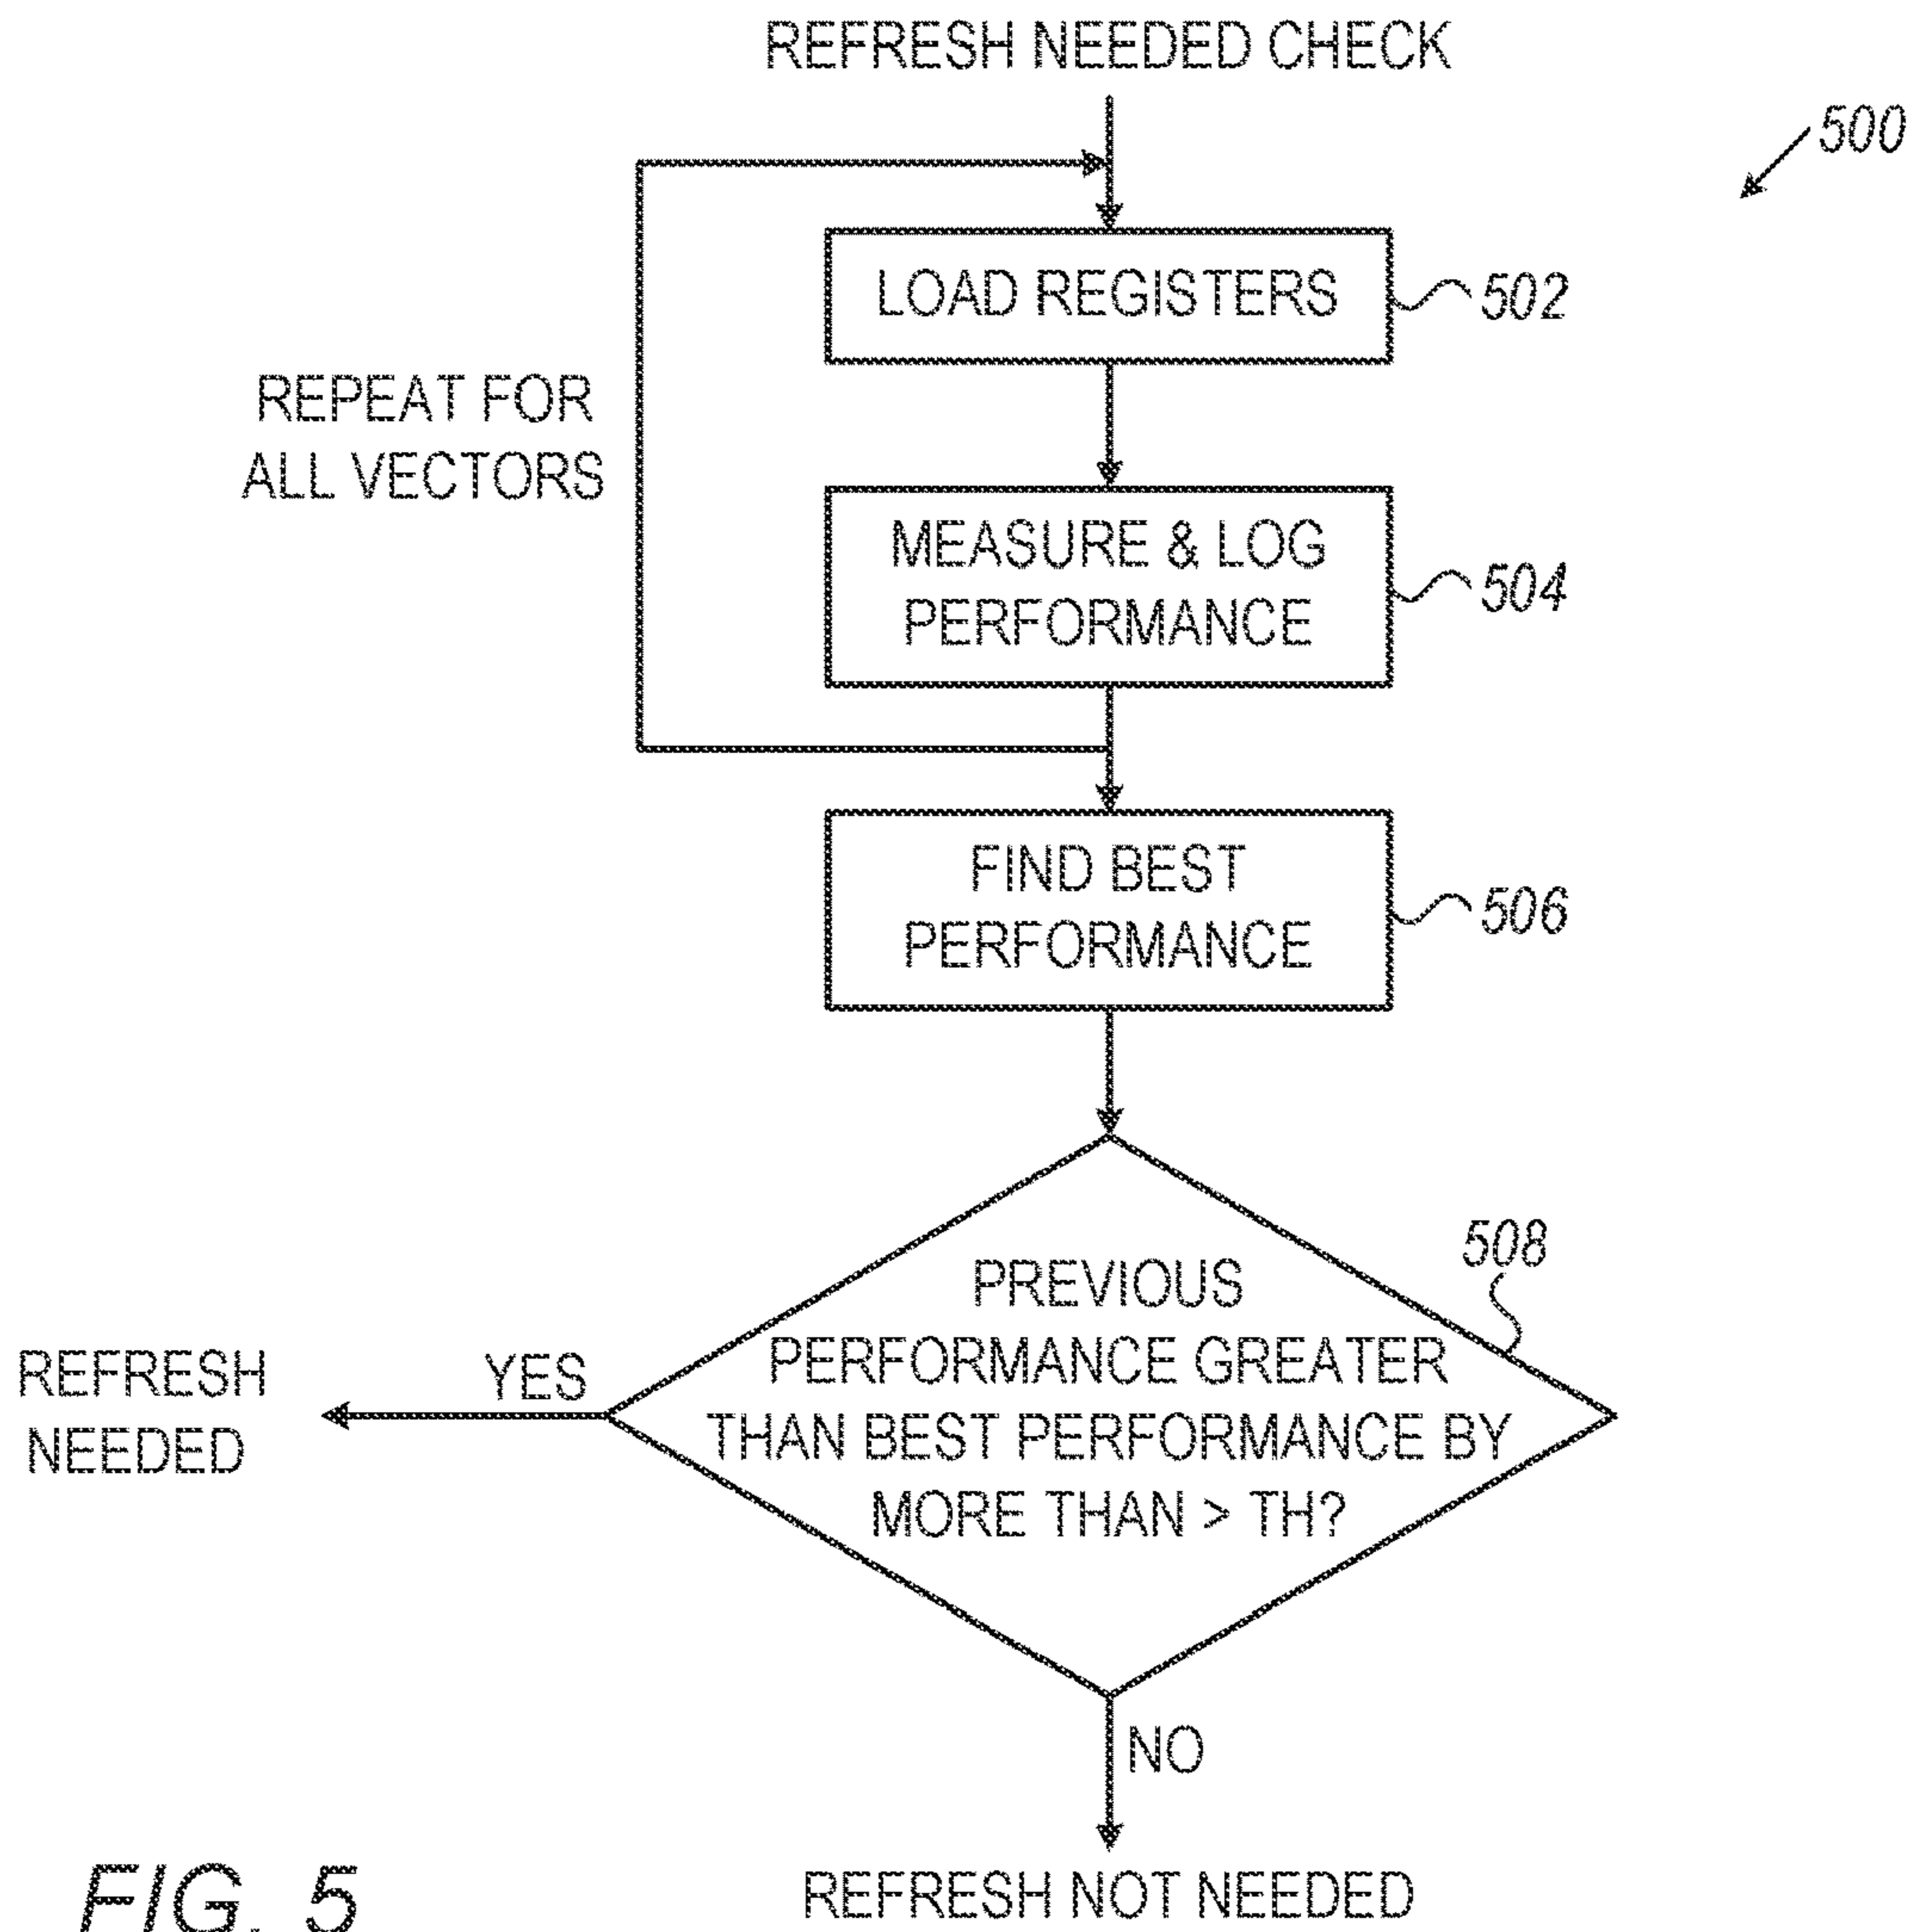 REFRESH NEEDED CHECK
500
LOAD REGISTERS
502
REPEAT FOR
ALL VECTORS
MEASURE & LOG
PERFORMANCE
504
FIND BEST
PERFORMANCE
506
508
PREVIOUS
PERFORMANCE GREATER
THAN BEST PERFORMANCE BY
MORE THAN > TH?
YES
REFRESH
NEEDED
NO
REFRESH NOT NEEDED
FIG. 5